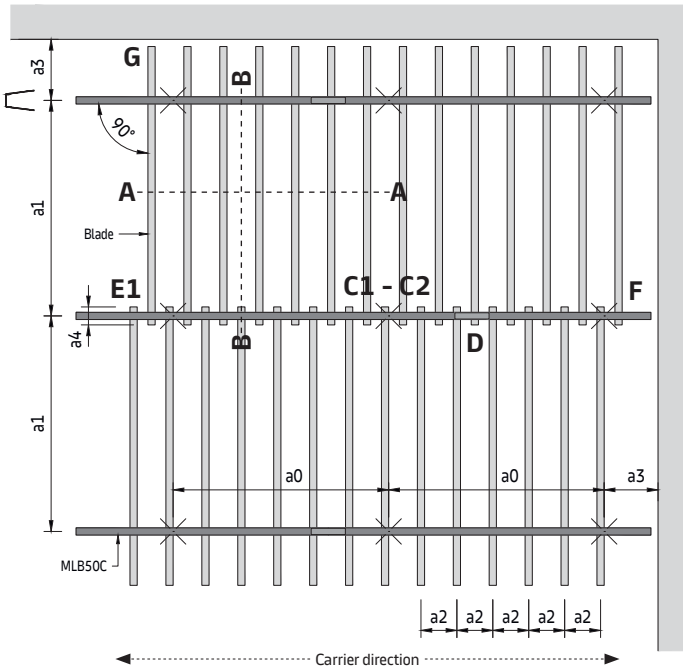 a3
G
B
90°
A
A
a1
Blade
E1
C1 - C2
F
B
D
a4
a1
a0
a0
a3
MLB50C
a2
a2
a2
a2
a2
Carrier direction